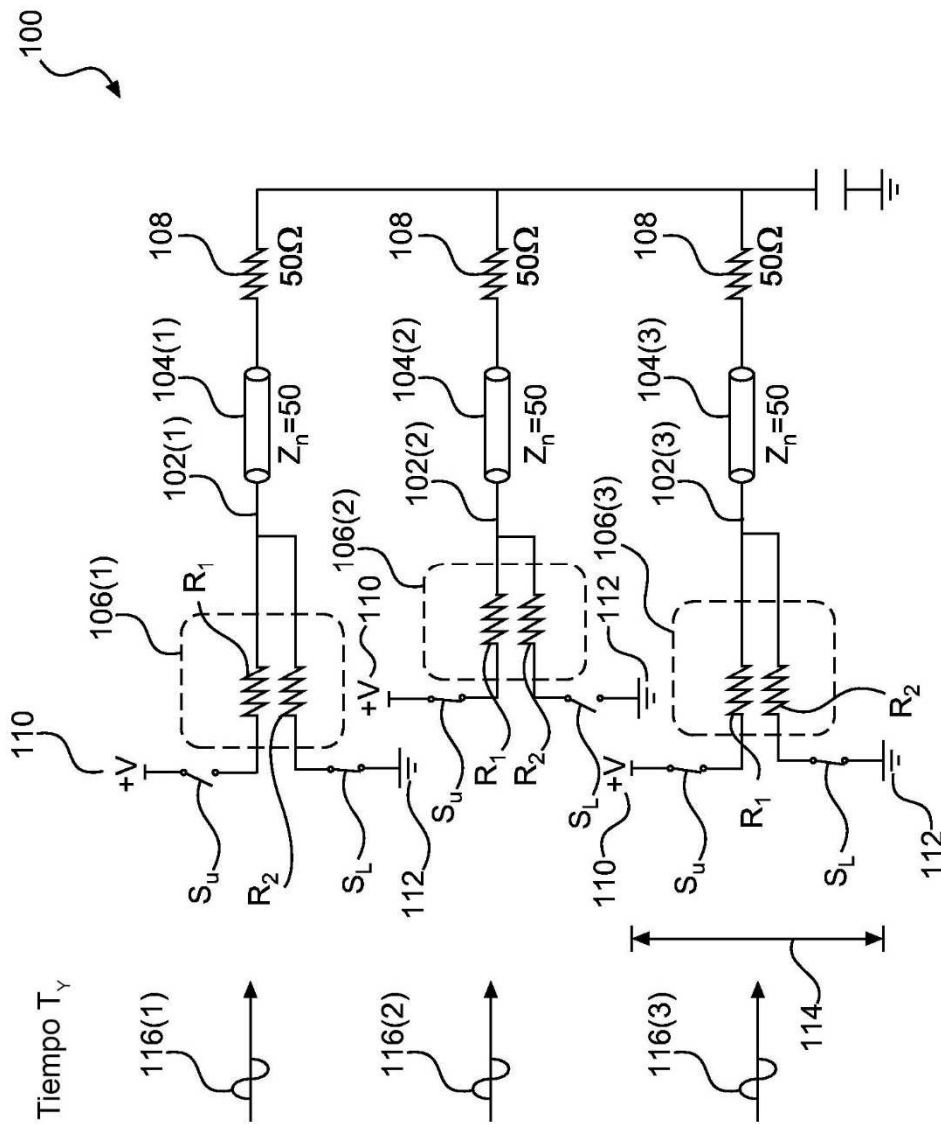 100
Tiempo T_Y
116(1)
110
+V
S_u
R_2
S_L
112
106(1)
R_1
102(1)
104(1)
Z_n=50
108
50Ω
116(2)
110
+V
S_u
R_1
R_2
S_L
112
106(2)
102(2)
104(2)
Z_n=50
108
50Ω
116(3)
114
110
+V
S_u
R_1
S_L
112
R_2
106(3)
102(3)
104(3)
Z_n=50
108
50Ω